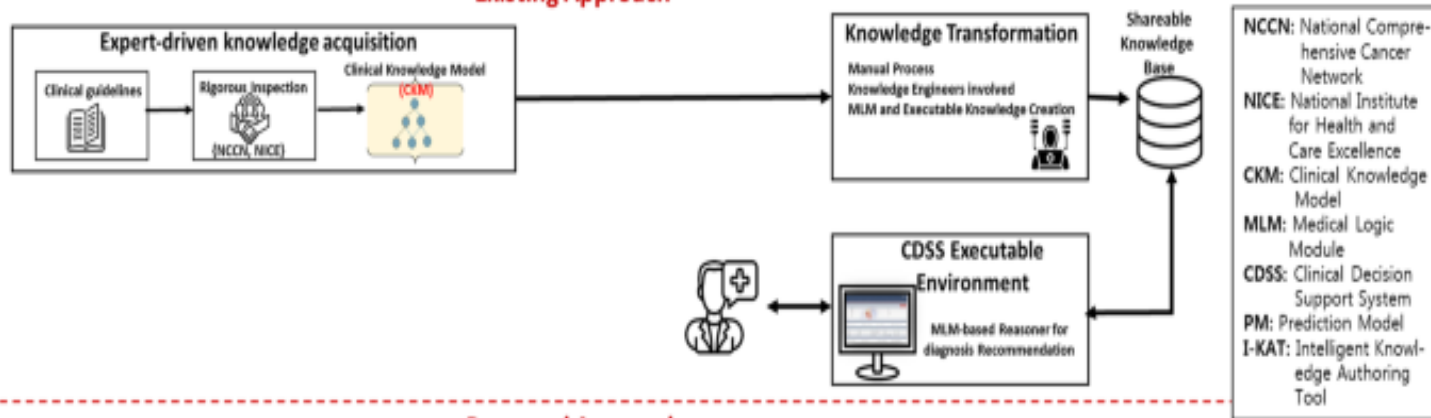 Existing Approach
Expert-driven knowledge acquisition
Clinical guidelines
Rigorous Inspection
(NCCN, NICE)
Clinical Knowledge Model
(CKM)
Knowledge Transformation
Manual Process
Knowledge Engineers involved
MLM and Executable Knowledge Creation
Shareable
Knowledge
Base
CDSS Executable
Environment
MLM-based Reasoner for
diagnosis Recommendation
NCCN: National Compre-
hensive Cancer
Network
NICE: National Institute
for Health and
Care Excellence
CKM: Clinical Knowledge
Model
MLM: Medical Logic
Module
CDSS: Clinical Decision
Support System
PM: Prediction Model
I-KAT: Intelligent Knowl-
edge Authoring
Tool